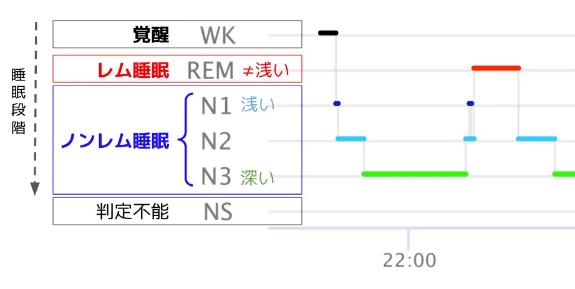 覚醒 WK
レム睡眠 REM ≠浅い
睡眠段階
ノンレム睡眠
N1 浅い
N2
N3 深い
判定不能 NS
22:00